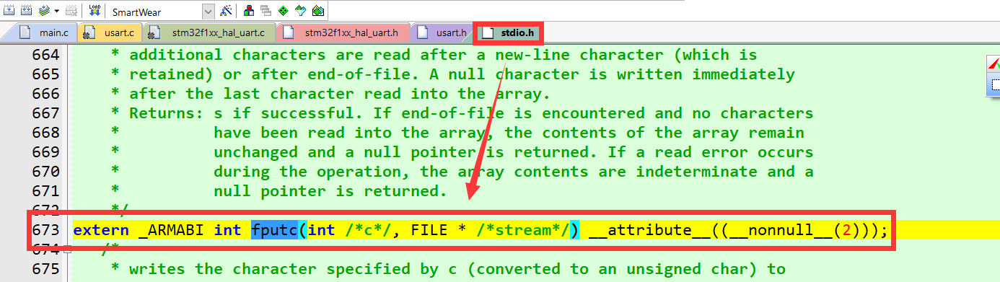 LOAD
SmartWear
main.c usart.c stm32f1xx_hal_uart.c stm32f1xx_hal_uart.h usart.h stdio.h
664 * additional characters are read after a new-line character (which is
665 * retained) or after end-of-file. A null character is written immediately
666 * after the last character read into the array.
667 * Returns: s if successful. If end-of-file is encountered and no characters
668 * have been read into the array, the contents of the array remain
669 * unchanged and a null pointer is returned. If a read error occurs
670 * during the operation, the array contents are indeterminate and a
671 * null pointer is returned.
672 */
673 extern _ARMABI int fputc(int /*c*/, FILE * /*stream*/) __attribute__((__nonnull__(2)));
674 /*
675 * writes the character specified by c (converted to an unsigned char) to